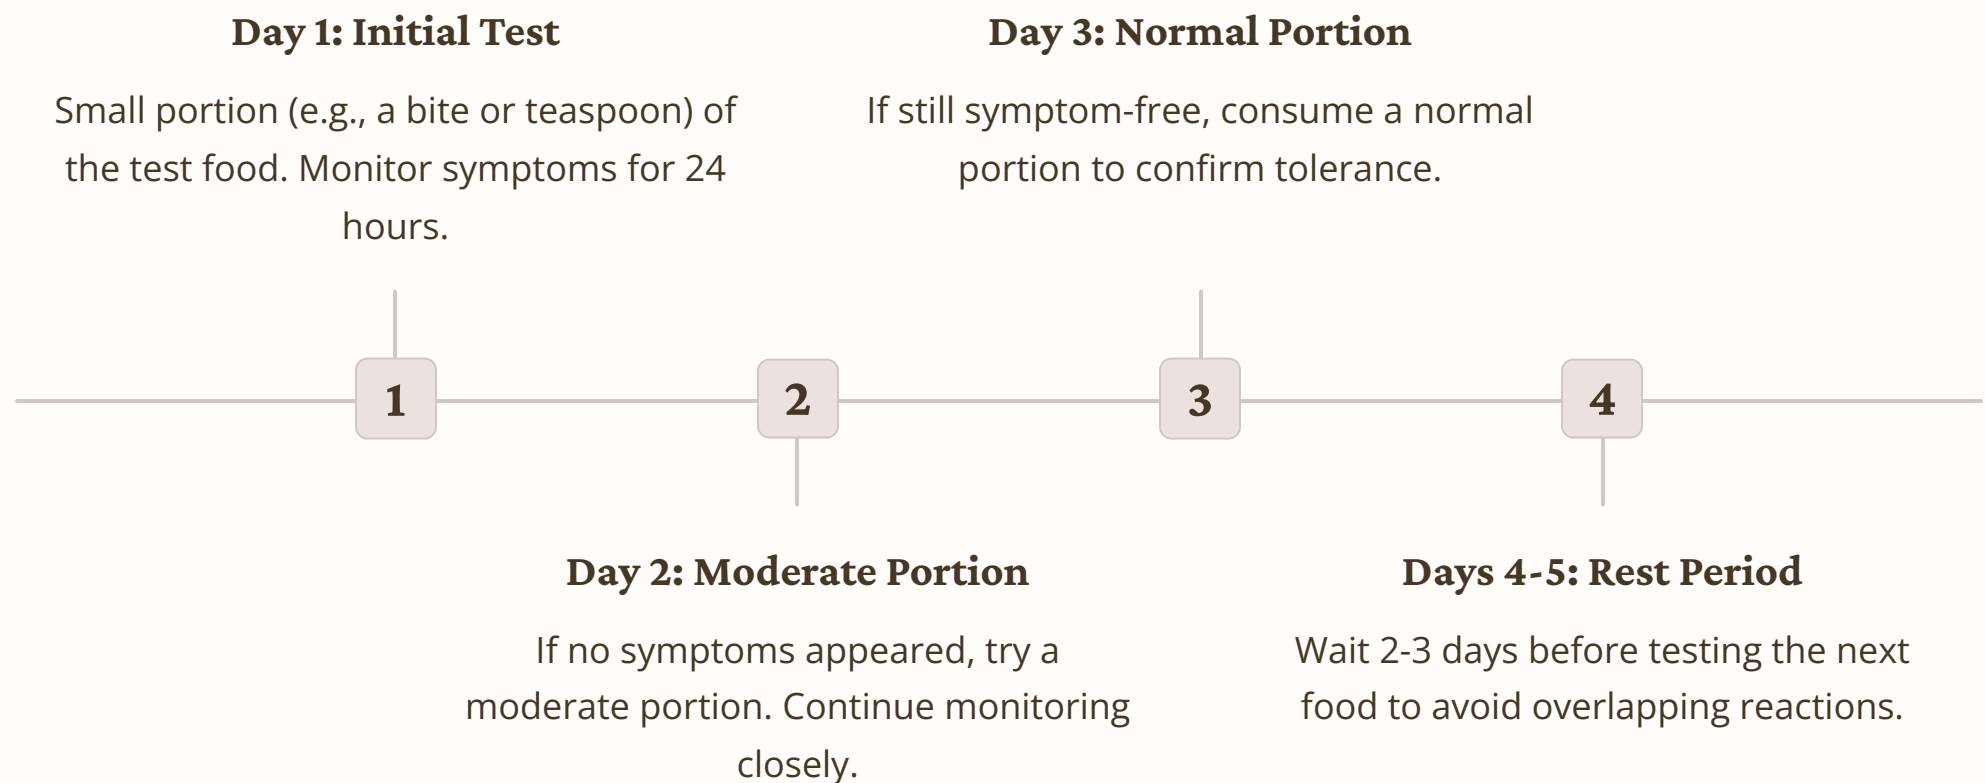 Day 1: Initial Test
Small portion (e.g., a bite or teaspoon) of
the test food. Monitor symptoms for 24
hours.
1
Day 2: Moderate Portion
If no symptoms appeared, try a
moderate portion. Continue monitoring
closely.
2
Day 3: Normal Portion
If still symptom-free, consume a normal
portion to confirm tolerance.
3
Days 4-5: Rest Period
Wait 2-3 days before testing the next
food to avoid overlapping reactions.
4